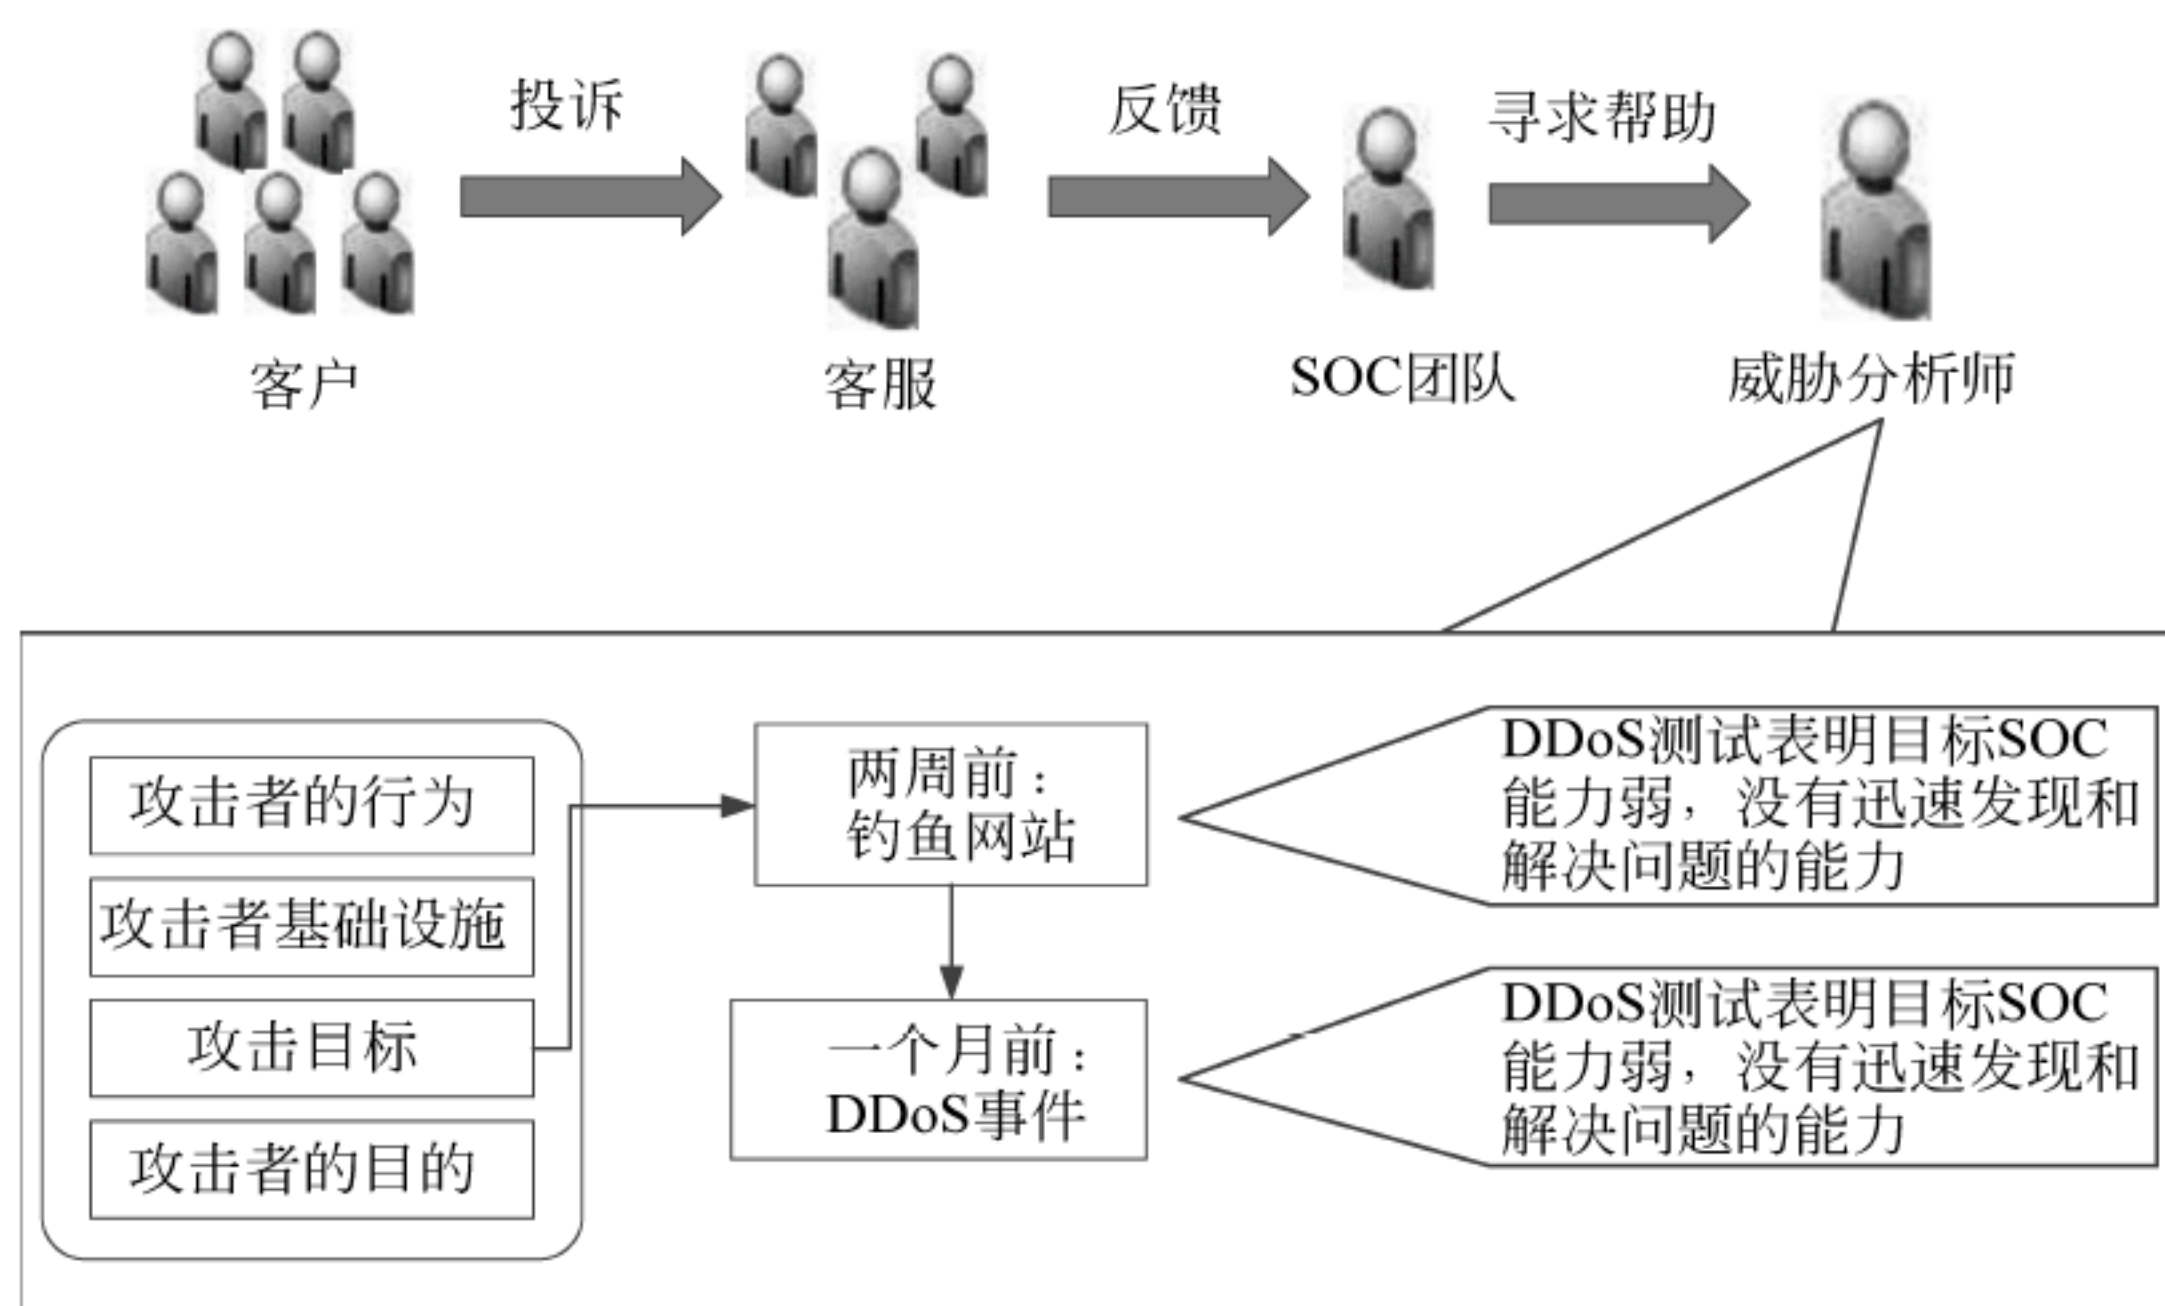 投诉
反馈
寻求帮助
客户
客服
SOC团队
威胁分析师
攻击者的行为
攻击者基础设施
攻击目标
攻击者的目的
两周前：
钓鱼网站
一个月前：
DDoS事件
DDoS测试表明目标SOC
能力弱，没有迅速发现和
解决问题的能力
DDoS测试表明目标SOC
能力弱，没有迅速发现和
解决问题的能力